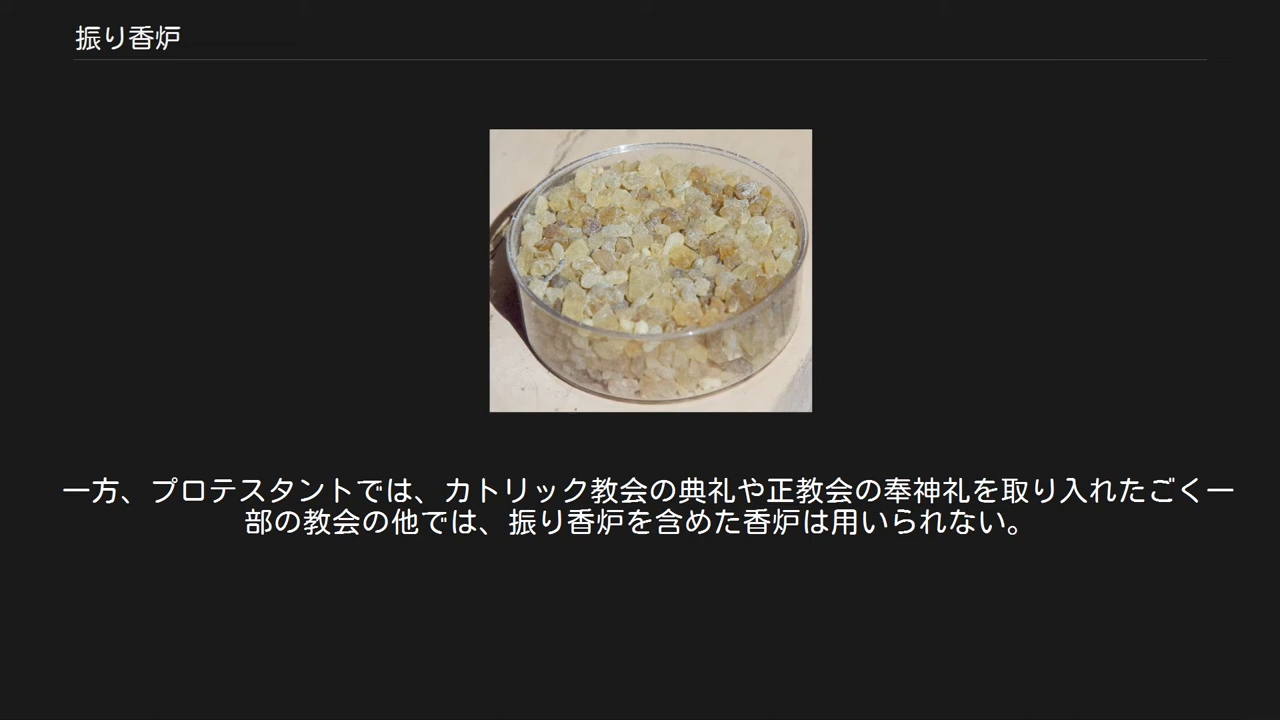 振り香炉
一方、プロテスタントでは、カトリック教会の典礼や正教会の奉神礼を取り入れたごく一
部の教会の他では、振り香炉を含めた香炉は用いられない。